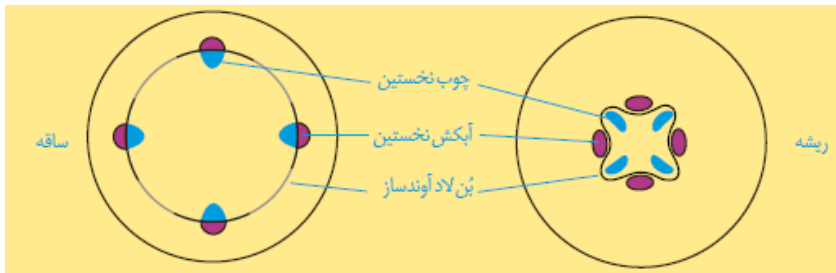 چوب نخستین
آبکش نخستین
ریشه
ساقه
بُن لاد آوندساز